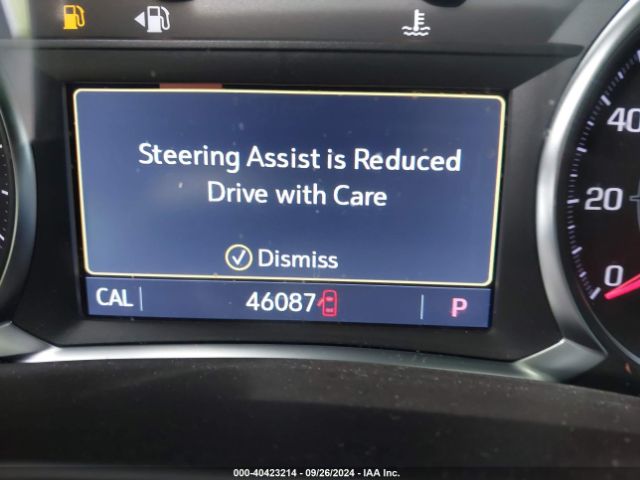 Steering Assist is Reduced
Drive with Care
Dismiss
CAL 46087 P
40
20
0
000-40423214 - 09/26/2024 - IAA Inc.